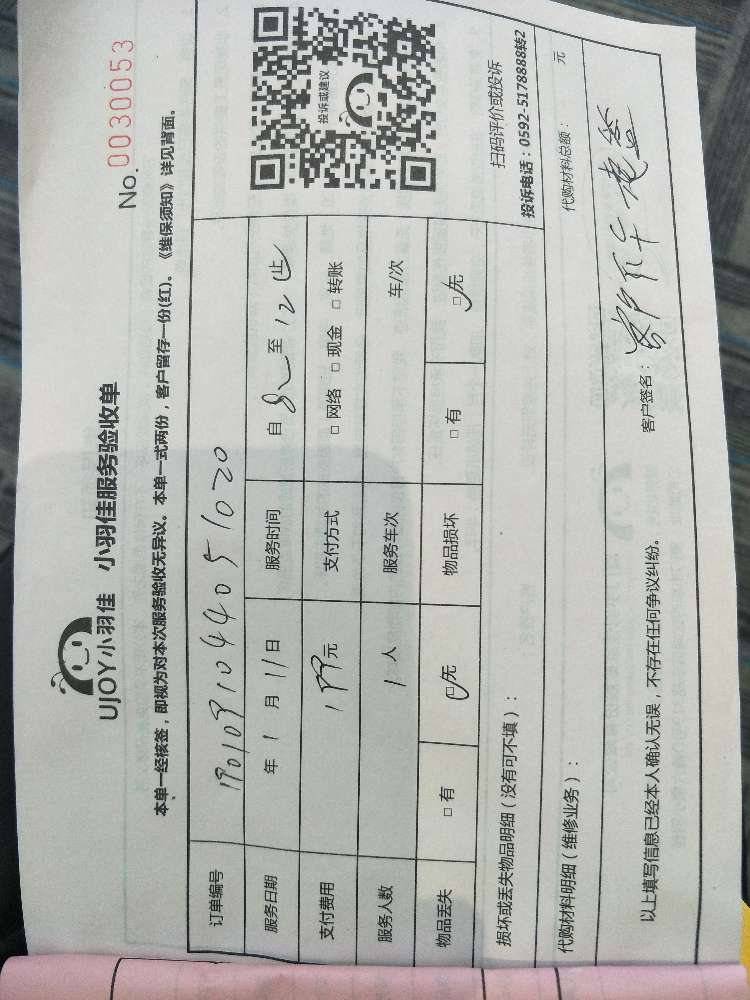 UJOY小羽佳 小羽佳服务验收单
No. 0030053
本单一经核签，即视为对本次服务验收无异议。本单一式两份，客户留存一份(红)。《维保须知》详见背面。
订单编号 1901091044051020
投诉或建议
服务日期 年 1 月 11 日 服务时间 自 至 12 止
支付费用 199元 支付方式 □ 网络 □ 现金 □ 转账
服务人数 1 人 服务车次 车/次
物品丢失 □ 有 □无 物品损坏 □ 有 □无
扫码评价或投诉
投诉电话：0592-5178888转2
损坏或丢失物品明细（没有可不填）：
代购材料明细（维修业务）：
代购材料总额： 元
以上填写信息已经本人确认无误，不存在任何争议纠纷。
客户签名：